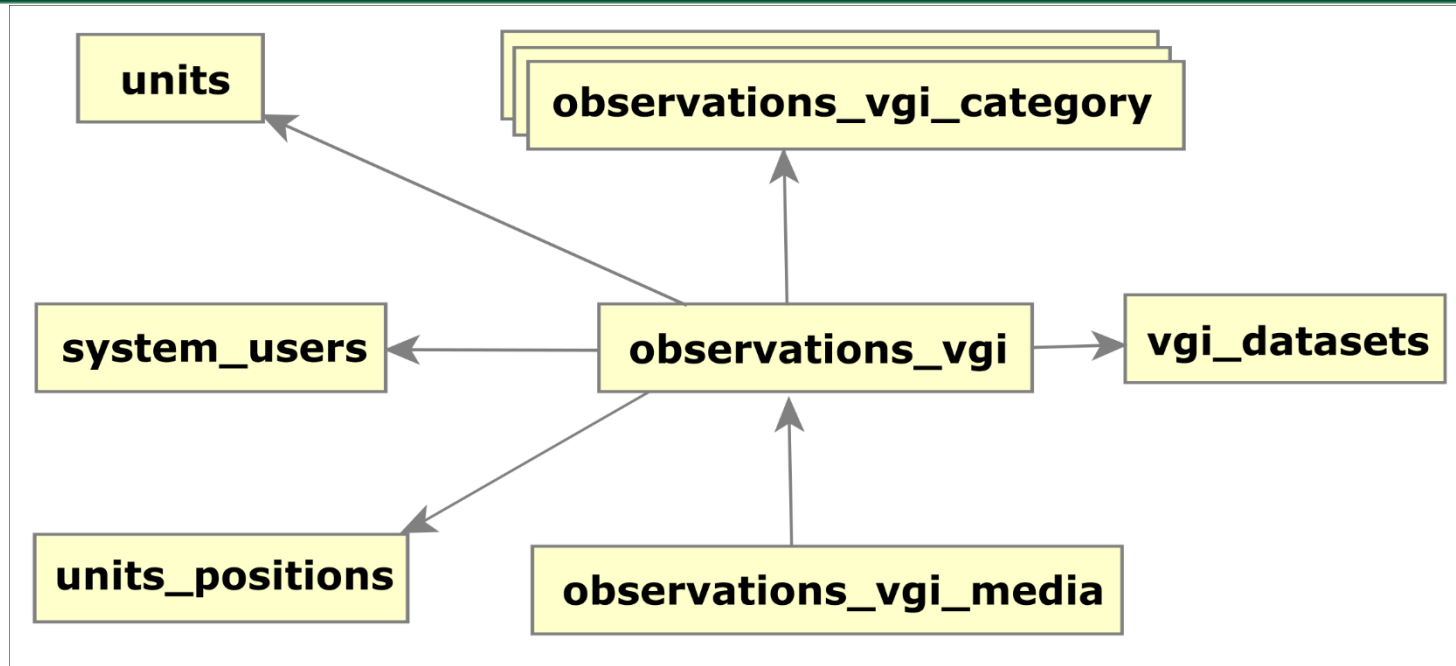 units
observations_vgi_category
system_users
observations_vgi
vgi_datasets
units_positions
observations_vgi_media